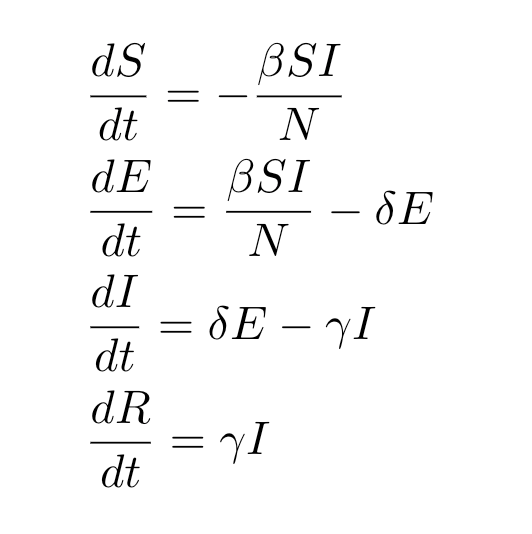 dS/dt = -βSI/N
dE/dt = βSI/N - δE
dI/dt = δE - γI
dR/dt = γI